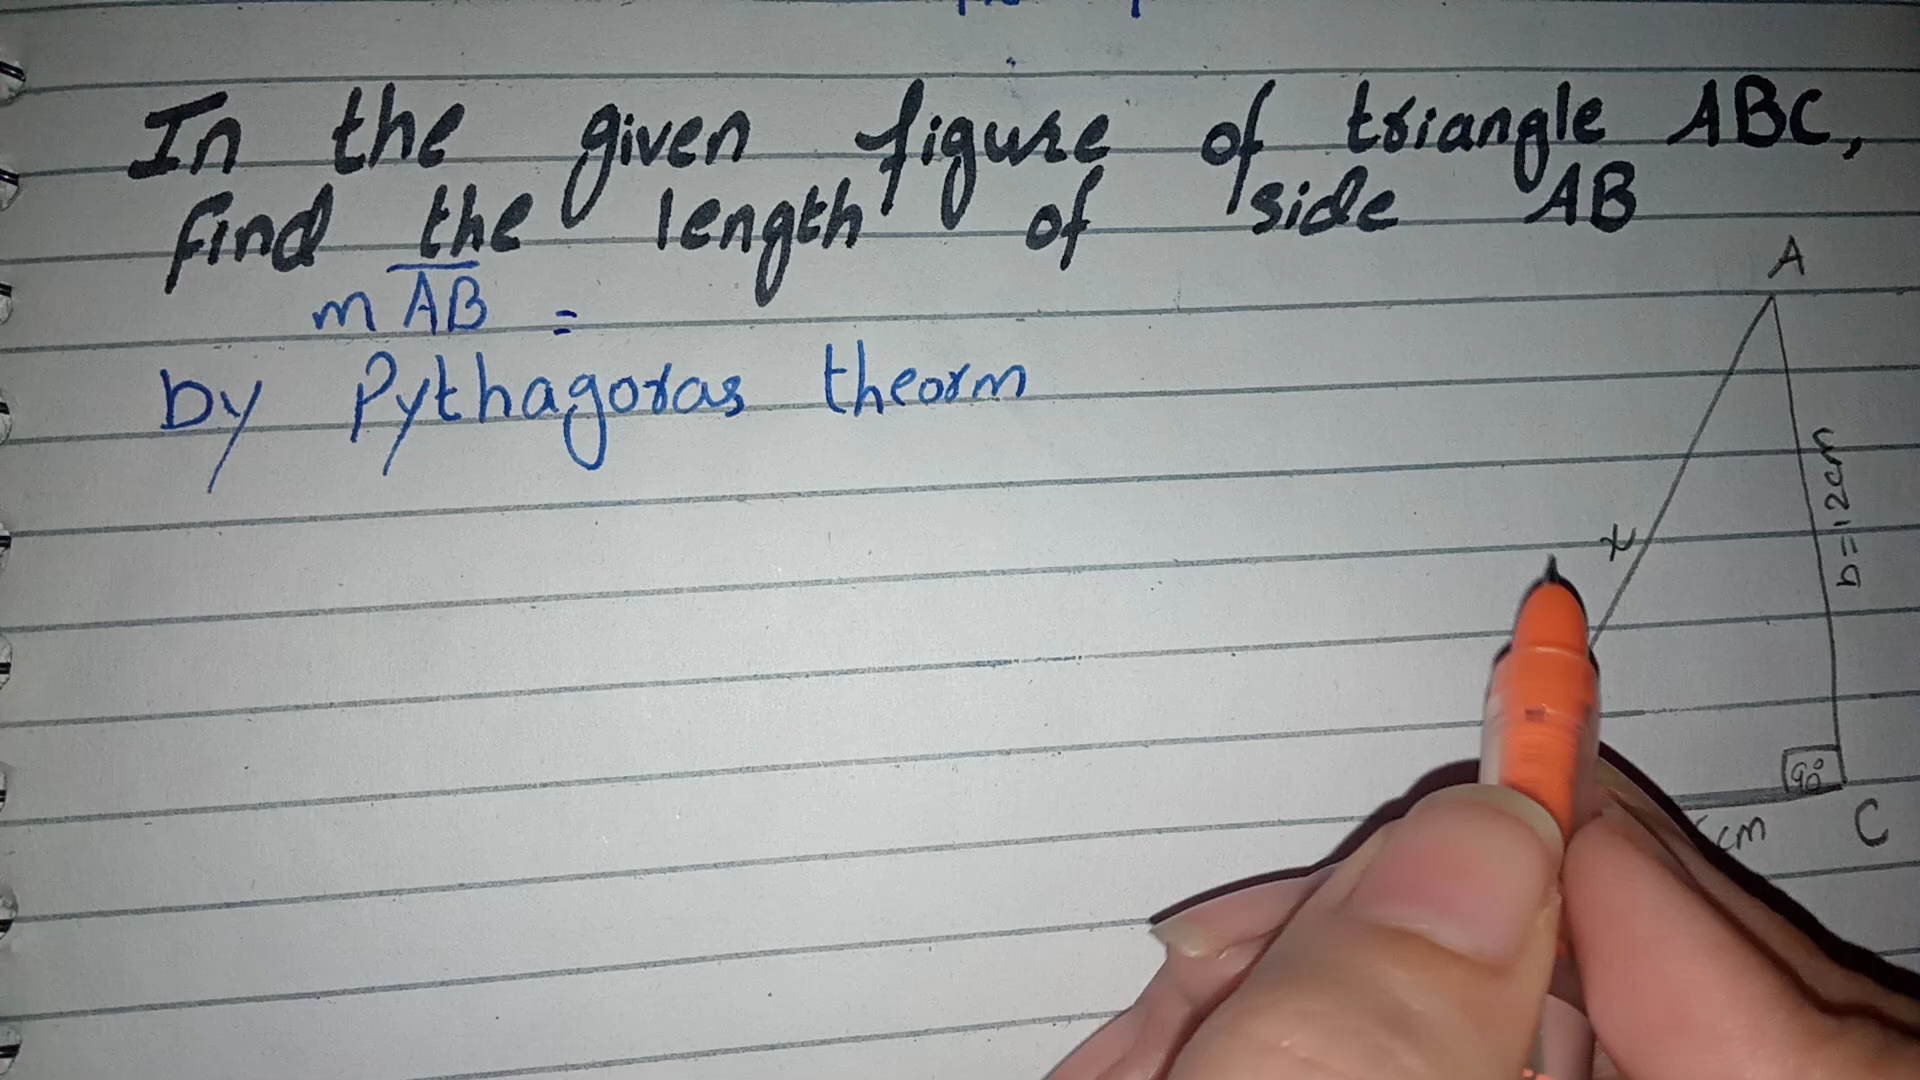 In the given figure of triangle ABC,
find the length of side AB
m AB =
by Pythagoras theorm
A
x
b=12cm
90°
cm
C